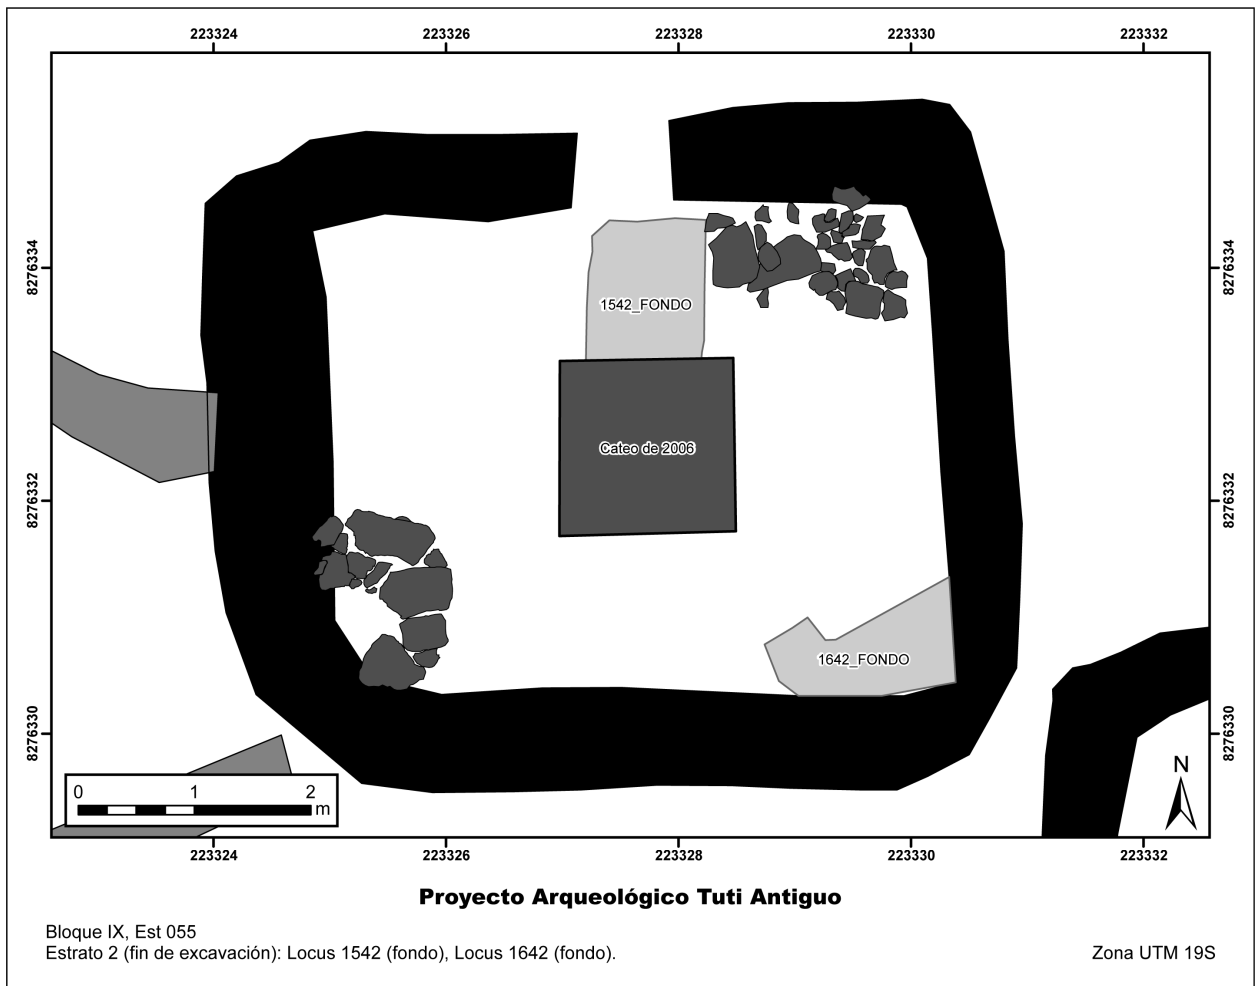 223324 223326 223328 223330 223332
8276334 8276334
1542_FONDO
Cateo de 2006
8276332 8276332
1642_FONDO
8276330 8276330
N
0 1 2
m
223324 223326 223328 223330 223332
Proyecto Arqueológico Tuti Antiguo
Bloque IX, Est 055
Estrato 2 (fin de excavación): Locus 1542 (fondo), Locus 1642 (fondo).
Zona UTM 19S